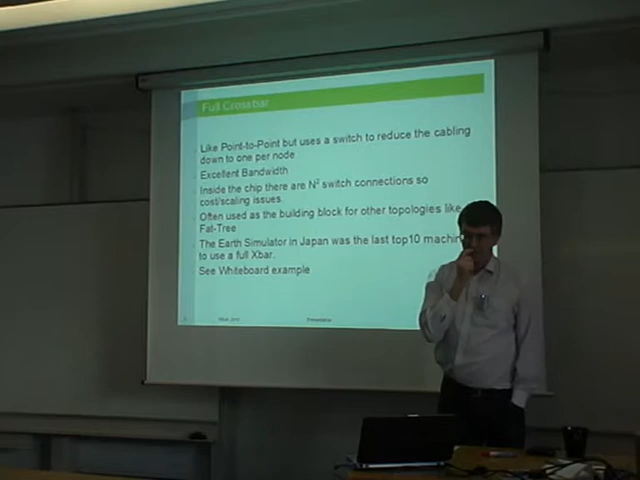 Full Crossbar
Like Point-to-Point but uses a switch to reduce the cabling
down to one per node
Excellent Bandwidth
Inside the chip there are N² switch connections so
cost/scaling issues.
Often used as the building block for other topologies like
Fat-Tree
The Earth Simulator in Japan was the last top10
to use a full Xbar.
See Whiteboard example